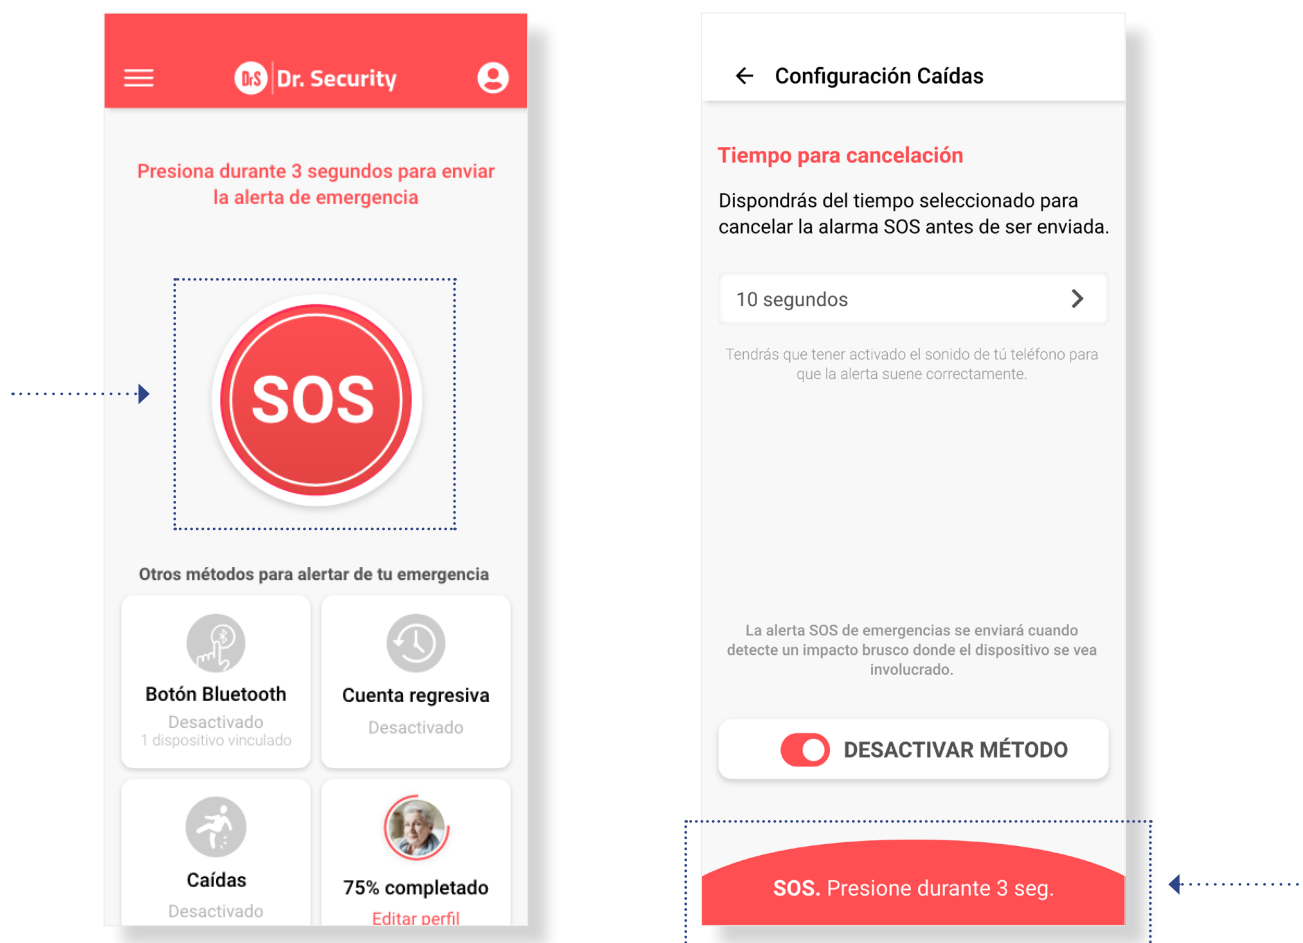 DrS Dr. Security
Presiona durante 3 segundos para enviar
la alerta de emergencia
SOS
Otros métodos para alertar de tu emergencia
Botón Bluetooth
Desactivado
1 dispositivo vinculado
Cuenta regresiva
Desactivado
Caídas
Desactivado
75% completado
Editar perfil
Configuración Caídas
Tiempo para cancelación
Dispondrás del tiempo seleccionado para
cancelar la alarma SOS antes de ser enviada.
10 segundos
Tendrás que tener activado el sonido de tú teléfono para
que la alerta suene correctamente.
La alerta SOS de emergencias se enviará cuando
detecte un impacto brusco donde el dispositivo se vea
involucrado.
DESACTIVAR MÉTODO
SOS. Presione durante 3 seg.